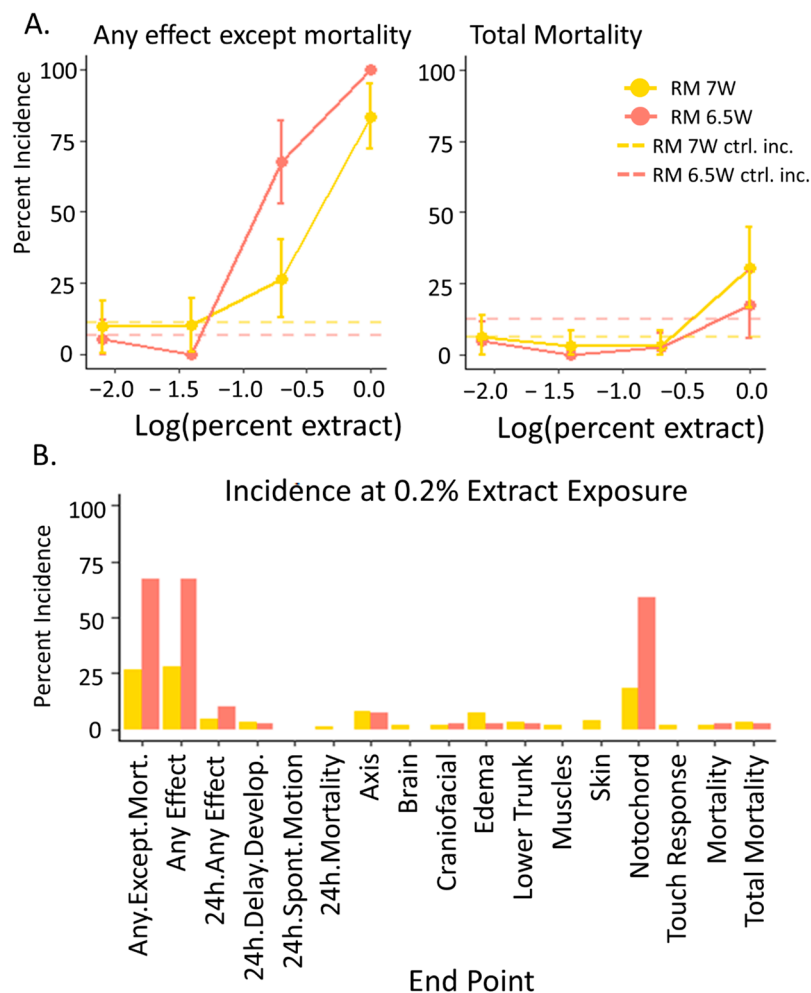 A.
Any effect except mortality
Total Mortality
Percent Incidence
100
75
50
25
0
−2.0 −1.5 −1.0 −0.5 0.0
Log(percent extract)
100
75
50
25
0
−2.0 −1.5 −1.0 −0.5 0.0
Log(percent extract)
RM 7W
RM 6.5W
RM 7W ctrl. inc.
RM 6.5W ctrl. inc.
B.
Incidence at 0.2% Extract Exposure
Percent Incidence
100
75
50
25
0
Any.Except.Mort.
Any Effect
24h.Any Effect
24h.Delay.Develop.
24h.Spont.Motion
24h.Mortality
Axis
Brain
Craniofacial
Edema
Lower Trunk
Muscles
Skin
Notochord
Touch Response
Mortality
Total Mortality
End Point